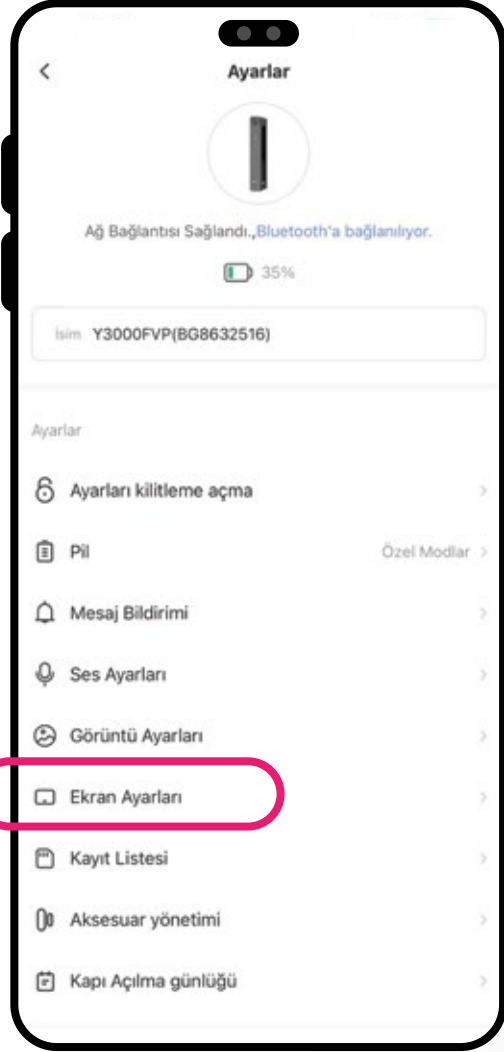 Ayarlar
Ağ Bağlantısı Sağlandı.,Bluetooth'a bağlanılıyor.
35%
İsim Y3000FVP(BG8632516)
Ayarlar
Ayarları kilitleme açma
Pil Özel Modlar
Mesaj Bildirimi
Ses Ayarları
Görüntü Ayarları
Ekran Ayarları
Kayıt Listesi
Aksesuar yönetimi
Kapı Açılma günlüğü